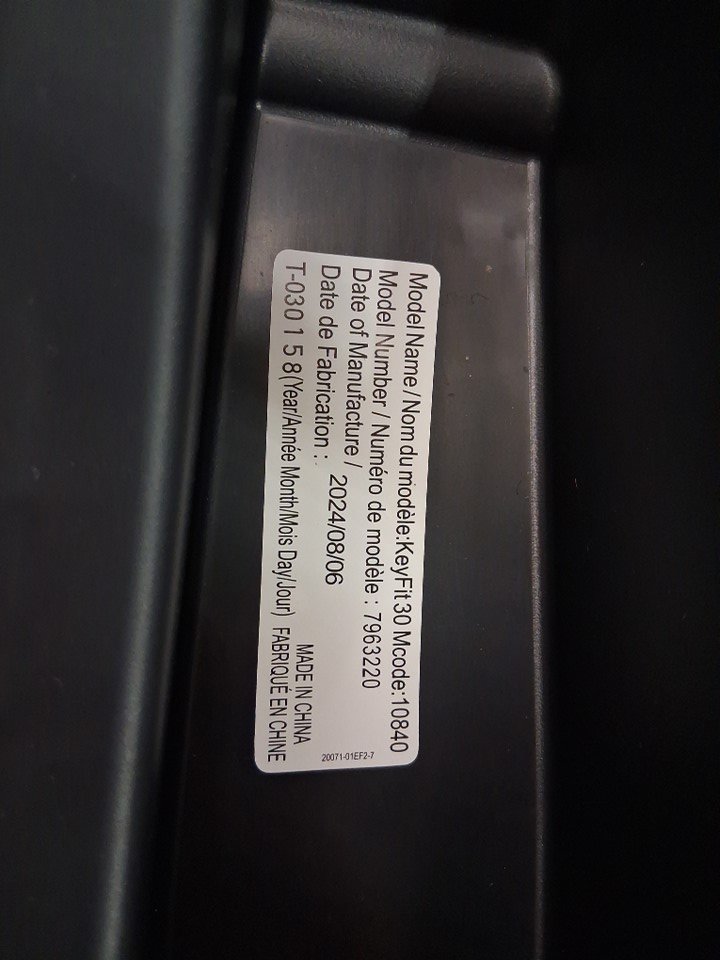 Model Name / Nom du modèle:KeyFit 30 Mcode:10840
Model Number / Numéro de modèle : 7963220
Date of Manufacture /
Date de Fabrication : 2024/08/06
T-030 1 5 8(Year/Année Month/Mois Day/Jour)
20071-01EF2-7
MADE IN CHINA
FABRIQUÉ EN CHINE